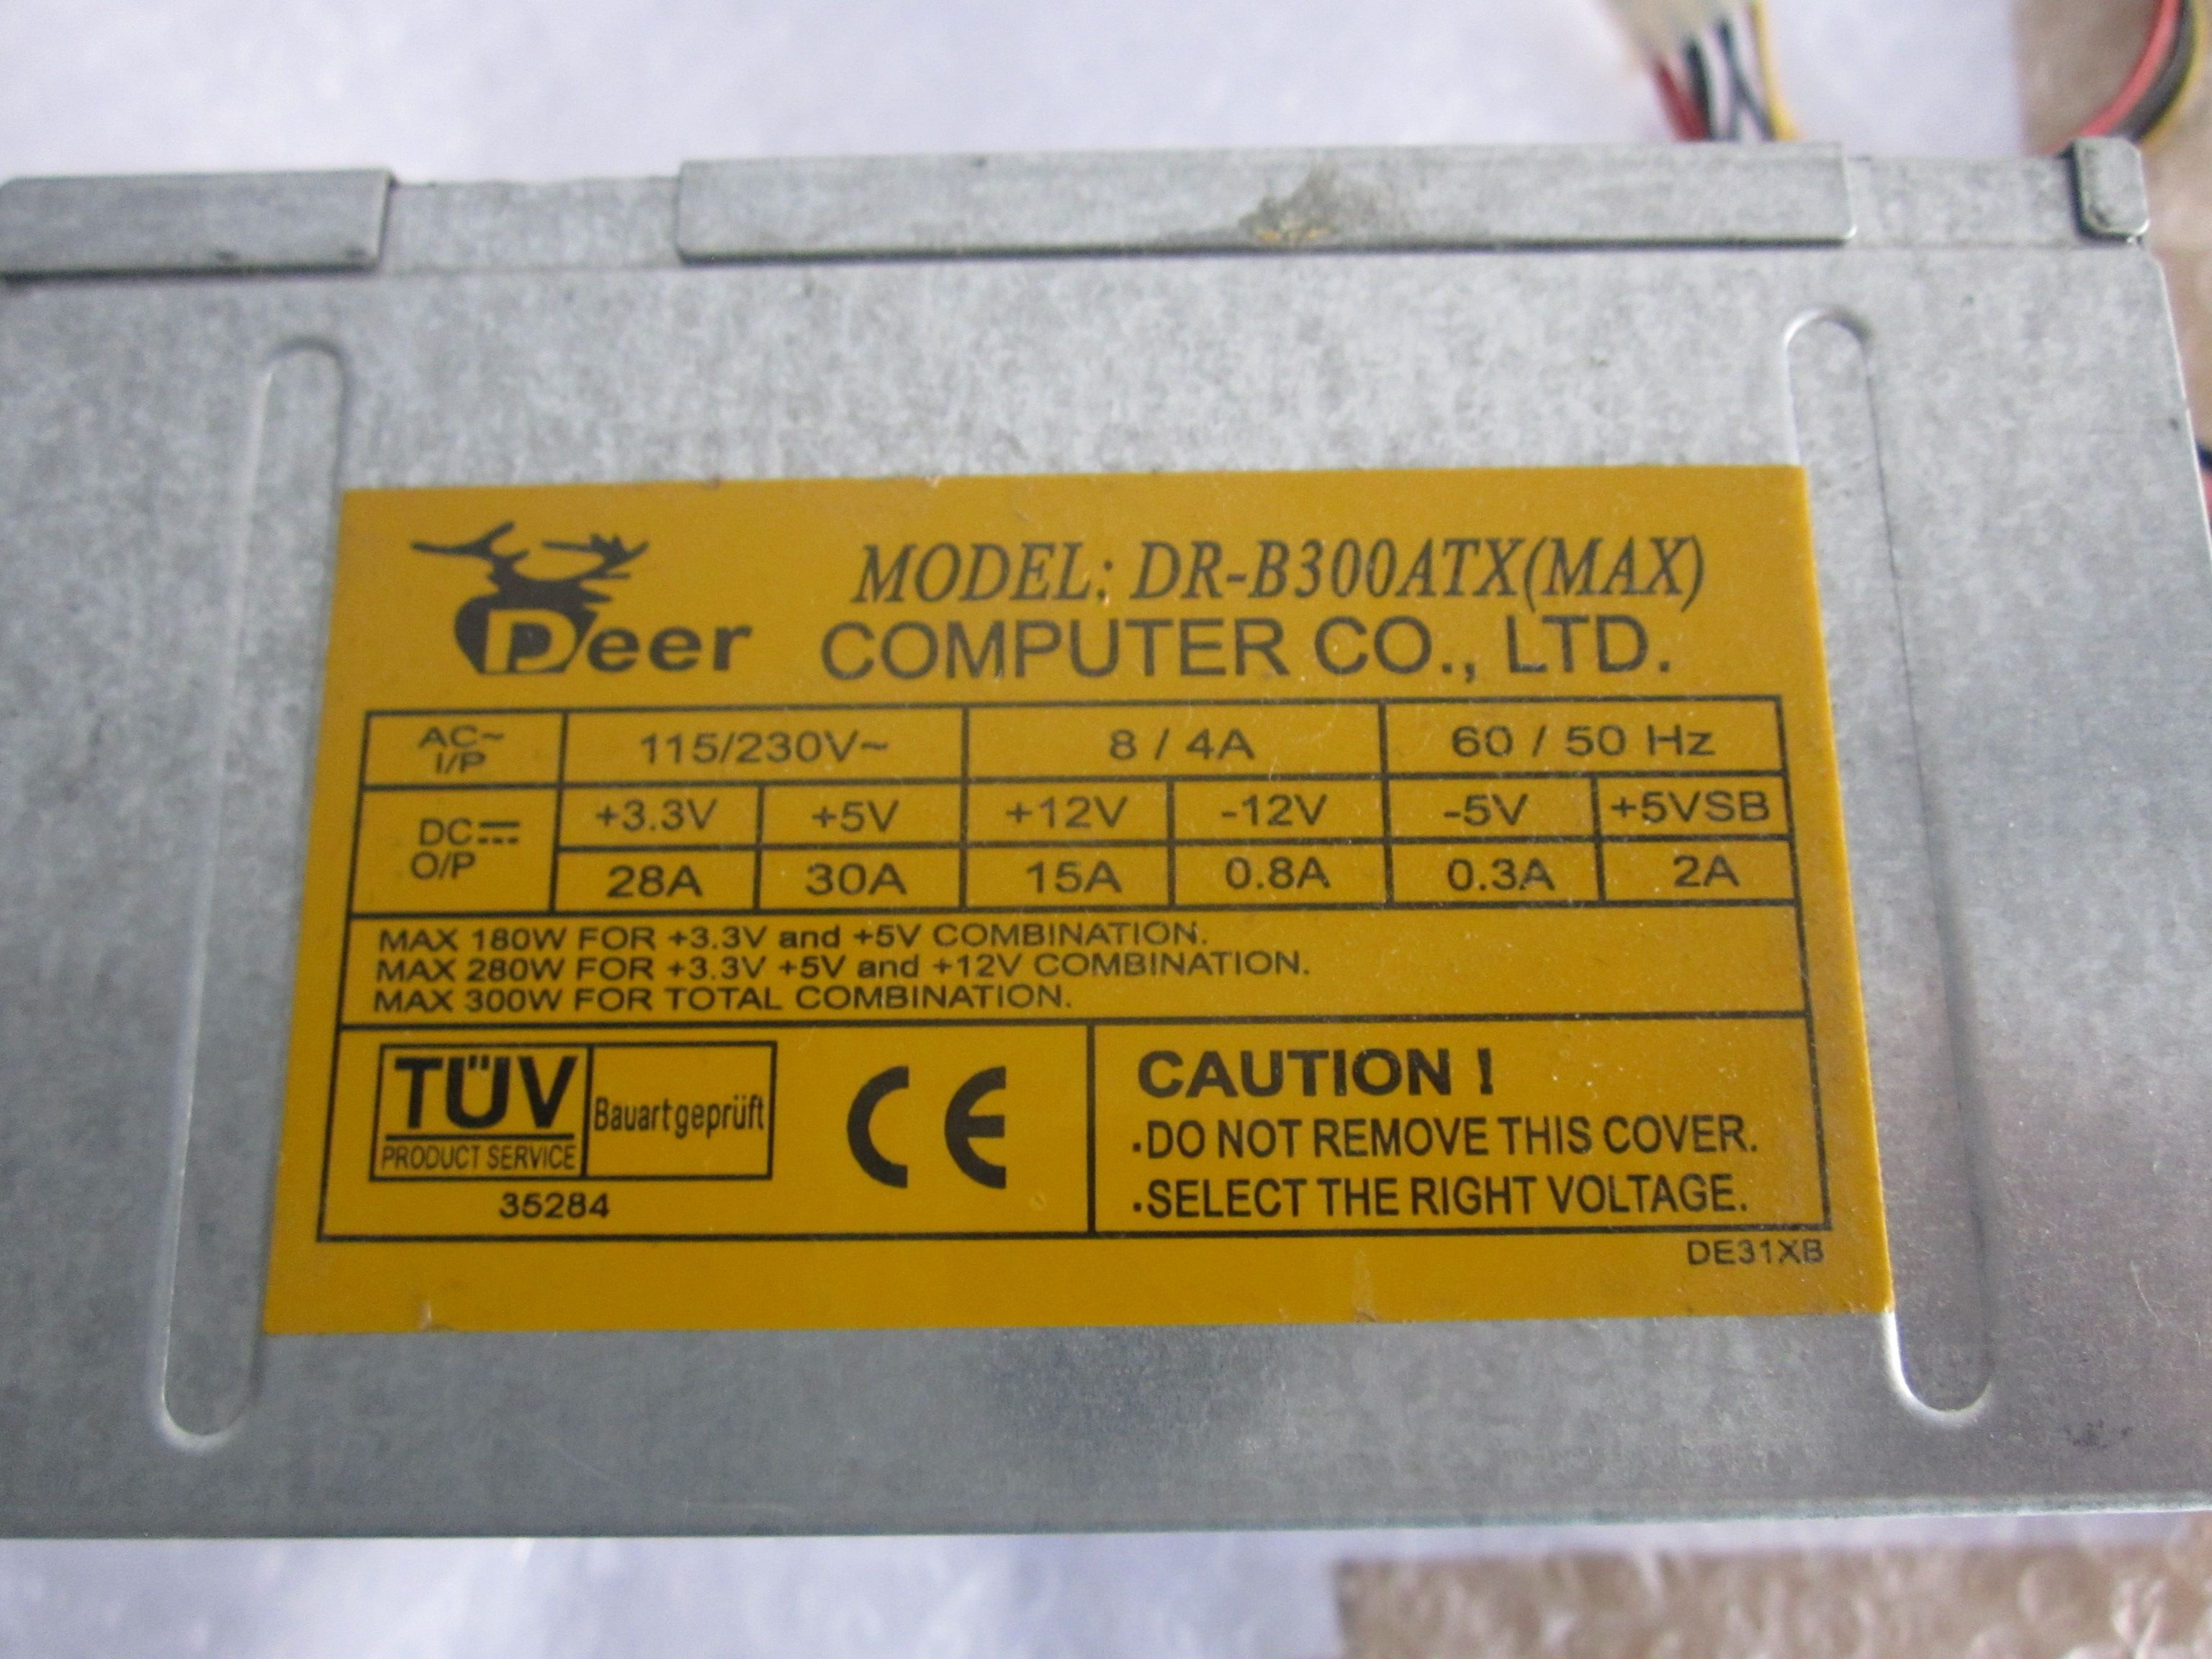 MODEL: DR-B300ATX(MAX)
Deer COMPUTER CO., LTD.
AC~ I/P 115/230V~ 8 / 4A 60 / 50 Hz
DC O/P +3.3V +5V +12V -12V -5V +5VSB
28A 30A 15A 0.8A 0.3A 2A
MAX 180W FOR +3.3V and +5V COMBINATION.
MAX 280W FOR +3.3V +5V and +12V COMBINATION.
MAX 300W FOR TOTAL COMBINATION.
TÜV
PRODUCT SERVICE
Bauart geprüft
35284
CE
CAUTION !
·DO NOT REMOVE THIS COVER.
·SELECT THE RIGHT VOLTAGE.
DE31XB